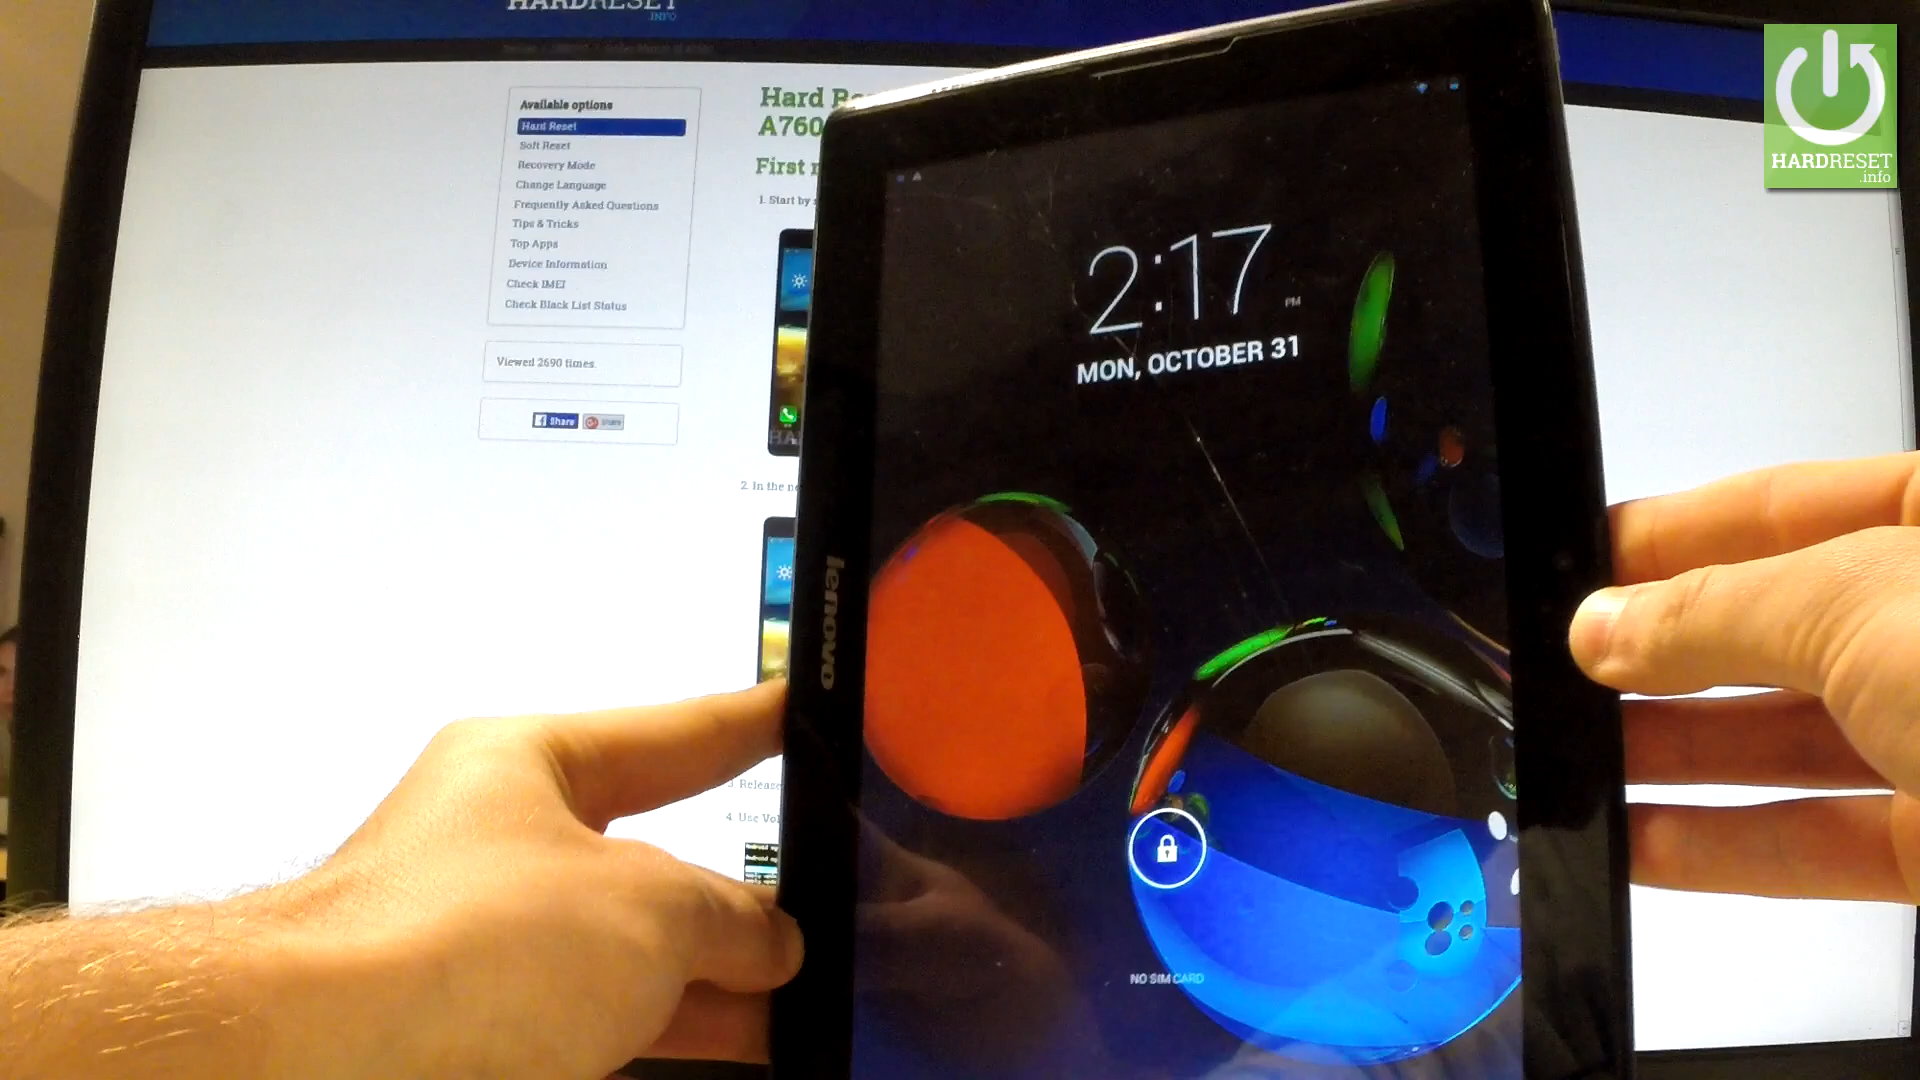 HARDRESET
.INFO
Available options
Hard Reset
Soft Reset
Recovery Mode
Change Language
Frequently Asked Questions
Tips & Tricks
Top Apps
Device Information
Check IMEI
Check Black List Status
Viewed 2690 times.
Share
Share
Hard
A760
First
1. Start by
2. In the
3. Release
4. Use Vol
lenovo
2:17
PM
MON, OCTOBER 31
NO SIM CARD
HARDRESET
.info